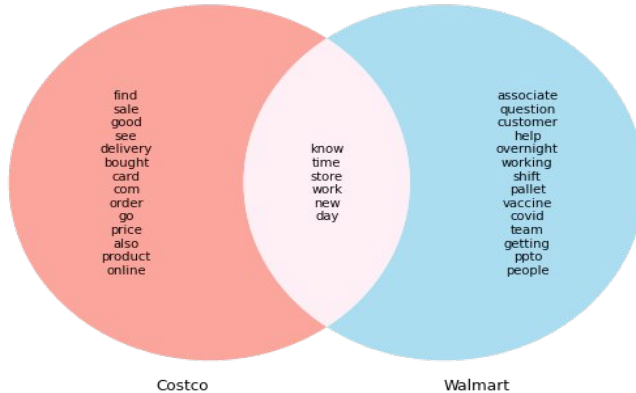 find
sale
good
see
delivery
bought
card
com
order
go
price
also
product
online
know
time
store
work
new
day
associate
question
customer
help
overnight
working
shift
pallet
vaccine
covid
team
getting
ppto
people
Costco
Walmart